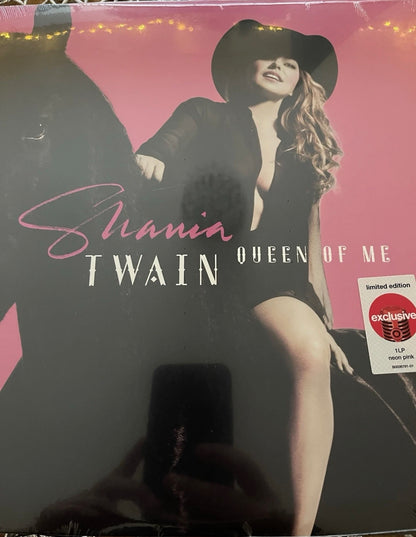 Shania
TWAIN
QUEEN OF ME
limited edition
exclusive
1LP
neon pink